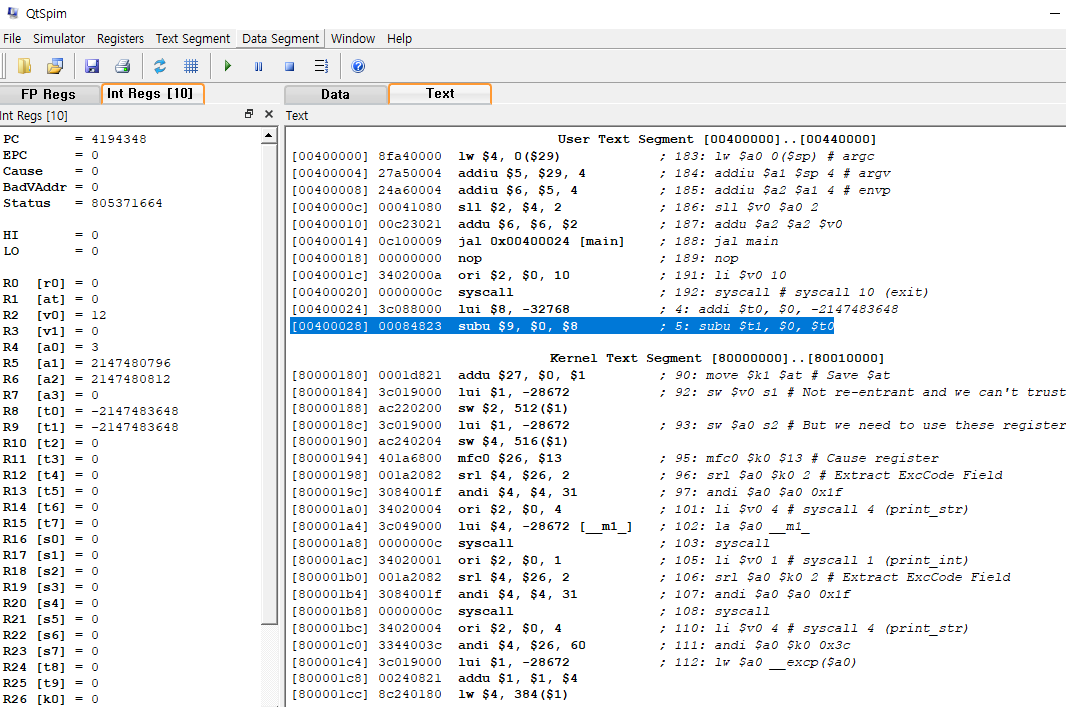 QtSpim
File Simulator Registers Text Segment Data Segment Window Help
FP Regs Int Regs [10] Data Text
Int Regs [10] Text
PC = 4194348
EPC = 0
Cause = 0
BadVAddr = 0
Status = 805371664
HI = 0
LO = 0
R0 [r0] = 0
R1 [at] = 0
R2 [v0] = 12
R3 [v1] = 0
R4 [a0] = 3
R5 [a1] = 2147480796
R6 [a2] = 2147480812
R7 [a3] = 0
R8 [t0] = -2147483648
R9 [t1] = -2147483648
R10 [t2] = 0
R11 [t3] = 0
R12 [t4] = 0
R13 [t5] = 0
R14 [t6] = 0
R15 [t7] = 0
R16 [s0] = 0
R17 [s1] = 0
R18 [s2] = 0
R19 [s3] = 0
R20 [s4] = 0
R21 [s5] = 0
R22 [s6] = 0
R23 [s7] = 0
R24 [t8] = 0
R25 [t9] = 0
R26 [k0] = 0
User Text Segment [00400000]..[00440000]
[00400000] 8fa40000 lw $4, 0($29) ; 183: lw $a0 0($sp) # argc
[00400004] 27a50004 addiu $5, $29, 4 ; 184: addiu $a1 $sp 4 # argv
[00400008] 24a60004 addiu $6, $5, 4 ; 185: addiu $a2 $a1 4 # envp
[0040000c] 00041080 sll $2, $4, 2 ; 186: sll $v0 $a0 2
[00400010] 00c23021 addu $6, $6, $2 ; 187: addu $a2 $a2 $v0
[00400014] 0c100009 jal 0x00400024 [main] ; 188: jal main
[00400018] 00000000 nop ; 189: nop
[0040001c] 3402000a ori $2, $0, 10 ; 191: li $v0 10
[00400020] 0000000c syscall ; 192: syscall # syscall 10 (exit)
[00400024] 3c088000 lui $8, -32768 ; 4: addi $t0, $0, -2147483648
[00400028] 00084823 subu $9, $0, $8 ; 5: subu $t1, $0, $t0
Kernel Text Segment [80000000]..[80010000]
[80000180] 0001d821 addu $27, $0, $1 ; 90: move $k1 $at # Save $at
[80000184] 3c019000 lui $1, -28672 ; 92: sw $v0 s1 # Not re-entrant and we can't trust
[80000188] ac220200 sw $2, 512($1)
[8000018c] 3c019000 lui $1, -28672 ; 93: sw $a0 s2 # But we need to use these register
[80000190] ac240204 sw $4, 516($1)
[80000194] 401a6800 mfc0 $26, $13 ; 95: mfc0 $k0 $13 # Cause register
[80000198] 001a2082 srl $4, $26, 2 ; 96: srl $a0 $k0 2 # Extract ExcCode Field
[8000019c] 3084001f andi $4, $4, 31 ; 97: andi $a0 $a0 0x1f
[800001a0] 34020004 ori $2, $0, 4 ; 101: li $v0 4 # syscall 4 (print_str)
[800001a4] 3c049000 lui $4, -28672 [__m1_] ; 102: la $a0 __m1_
[800001a8] 0000000c syscall ; 103: syscall
[800001ac] 34020001 ori $2, $0, 1 ; 105: li $v0 1 # syscall 1 (print_int)
[800001b0] 001a2082 srl $4, $26, 2 ; 106: srl $a0 $k0 2 # Extract ExcCode Field
[800001b4] 3084001f andi $4, $4, 31 ; 107: andi $a0 $a0 0x1f
[800001b8] 0000000c syscall ; 108: syscall
[800001bc] 34020004 ori $2, $0, 4 ; 110: li $v0 4 # syscall 4 (print_str)
[800001c0] 3344003c andi $4, $26, 60 ; 111: andi $a0 $k0 0x3c
[800001c4] 3c019000 lui $1, -28672 ; 112: lw $a0 __excp($a0)
[800001c8] 00240821 addu $1, $1, $4
[800001cc] 8c240180 lw $4, 384($1)